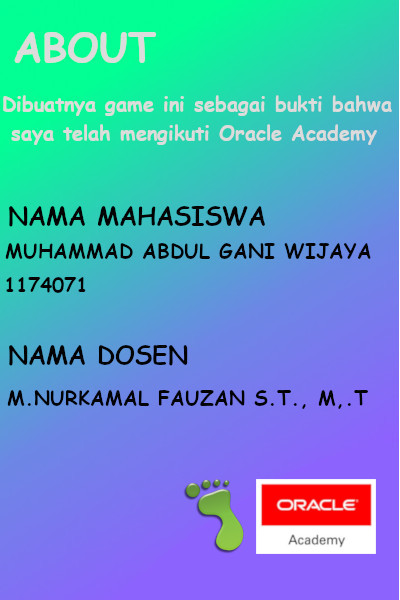 ABOUT
Dibuatnya game ini sebagai bukti bahwa
saya telah mengikuti Oracle Academy
NAMA MAHASISWA
MUHAMMAD ABDUL GANI WIJAYA
1174071
NAMA DOSEN
M.NURKAMAL FAUZAN S.T., M,.T
ORACLE
Academy